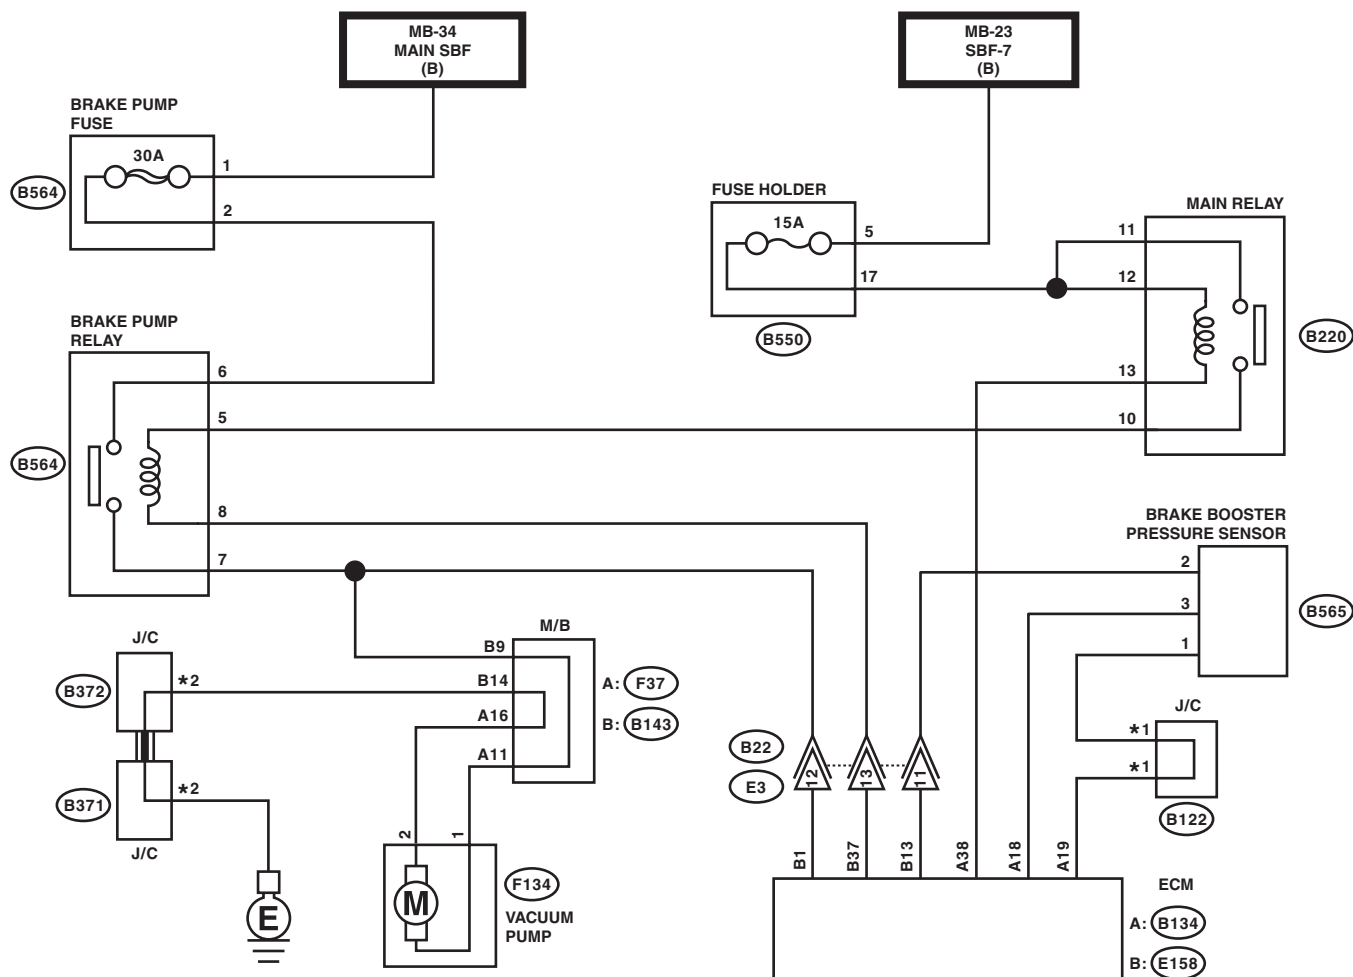 MB-34
MAIN SBF
(B)
MB-23
SBF-7
(B)
BRAKE PUMP
FUSE
30A
1
2
B564
FUSE HOLDER
15A
5
17
B550
MAIN RELAY
11
12
13
10
B220
BRAKE PUMP
RELAY
6
5
8
7
B564
BRAKE BOOSTER
PRESSURE SENSOR
2
3
1
B565
J/C
*2
B372
*2
B371
J/C
E
M/B
B9
B14
A16
A11
A: F37
B: B143
2
1
M
F134
VACUUM
PUMP
B22
E3
12
13
11
J/C
*1
*1
B122
B1
B37
B13
A38
A18
A19
ECM
A: B134
B: E158